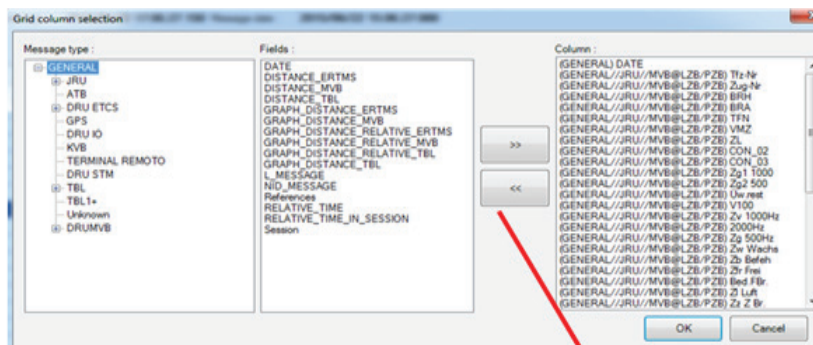 Grid column selection
Message type :
GENERAL
JRU
ATB
DRU ETCS
GPS
DRU IO
KVB
TERMINAL REMOTO
DRU STM
TBL
TBL1+
Unknown
DRUMVB
Fields :
DATE
DISTANCE_ERTMS
DISTANCE_MVB
DISTANCE_TBL
GRAPH_DISTANCE_ERTMS
GRAPH_DISTANCE_MVB
GRAPH_DISTANCE_RELATIVE_ERTMS
GRAPH_DISTANCE_RELATIVE_MVB
GRAPH_DISTANCE_RELATIVE_TBL
GRAPH_DISTANCE_TBL
L_MESSAGE
NID_MESSAGE
References
RELATIVE_TIME
RELATIVE_TIME_IN_SESSION
Session
>>
<<
Column :
(GENERAL) DATE
(GENERAL//JRU//MVB@LZB/PZB) Tfz-Nr
(GENERAL//JRU//MVB@LZB/PZB) Zug-Nr
(GENERAL//JRU//MVB@LZB/PZB) BRH
(GENERAL//JRU//MVB@LZB/PZB) BRA
(GENERAL//JRU//MVB@LZB/PZB) TFN
(GENERAL//JRU//MVB@LZB/PZB) VMZ
(GENERAL//JRU//MVB@LZB/PZB) ZL
(GENERAL//JRU//MVB@LZB/PZB) CON_02
(GENERAL//JRU//MVB@LZB/PZB) CON_03
(GENERAL//JRU//MVB@LZB/PZB) Zg1 1000
(GENERAL//JRU//MVB@LZB/PZB) Zg2 500
(GENERAL//JRU//MVB@LZB/PZB) Üw.rest
(GENERAL//JRU//MVB@LZB/PZB) V100
(GENERAL//JRU//MVB@LZB/PZB) Zv 1000Hz
(GENERAL//JRU//MVB@LZB/PZB) 2000Hz
(GENERAL//JRU//MVB@LZB/PZB) Zg 500Hz
(GENERAL//JRU//MVB@LZB/PZB) Zw Wachs
(GENERAL//JRU//MVB@LZB/PZB) Zb Befeh
(GENERAL//JRU//MVB@LZB/PZB) Zfr Frei
(GENERAL//JRU//MVB@LZB/PZB) Bed.FBr.
(GENERAL//JRU//MVB@LZB/PZB) Zl Luft
(GENERAL//JRU//MVB@LZB/PZB) Zz Z Br.
OK
Cancel